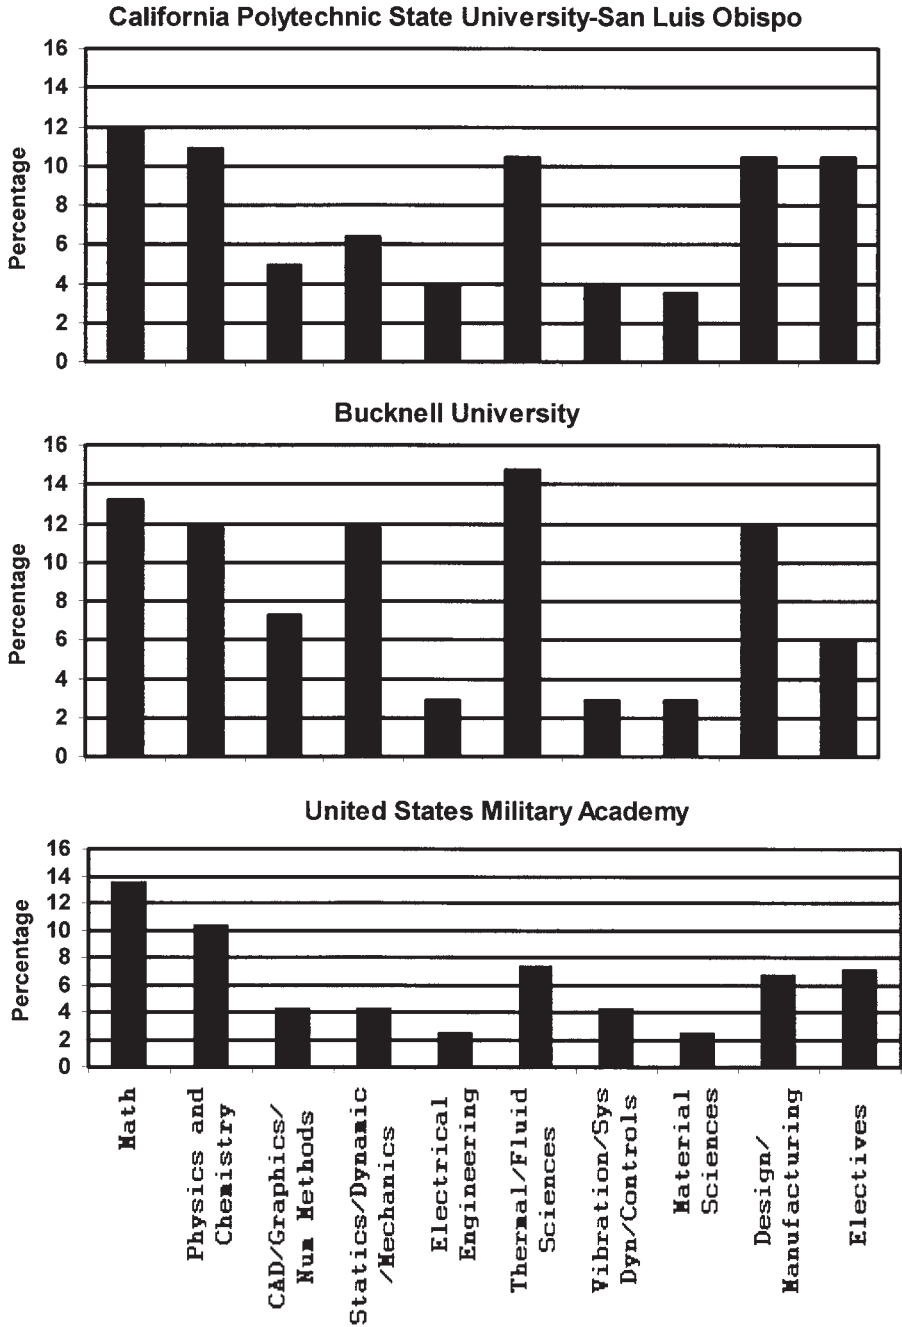 California Polytechnic State University-San Luis Obispo
16
14
12
10
8
6
4
2
0
Percentage
Bucknell University
16
14
12
10
8
6
4
2
0
Percentage
United States Military Academy
16
14
12
10
8
6
4
2
0
Percentage
Math
Physics and
Chemistry
CAD/Graphics/
Num Methods
Statics/Dynamic
/Mechanics
Electrical
Engineering
Thermal/Fluid
Sciences
Vibration/Sys
Dyn/Controls
Material
Sciences
Design/
Manufacturing
Electives